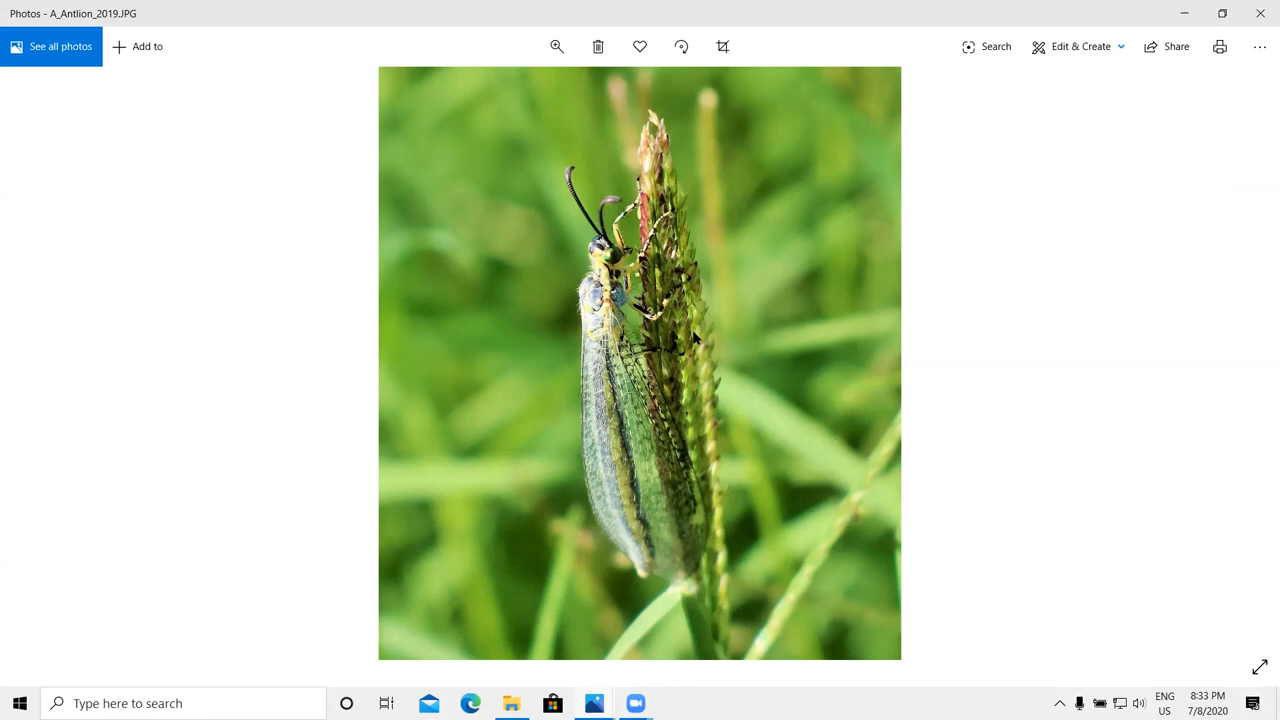 Photos - A_Antlion_2019.JPG
See all photos
Add to
Search
Edit & Create
Share
Type here to search
ENG
US
8:33 PM
7/8/2020